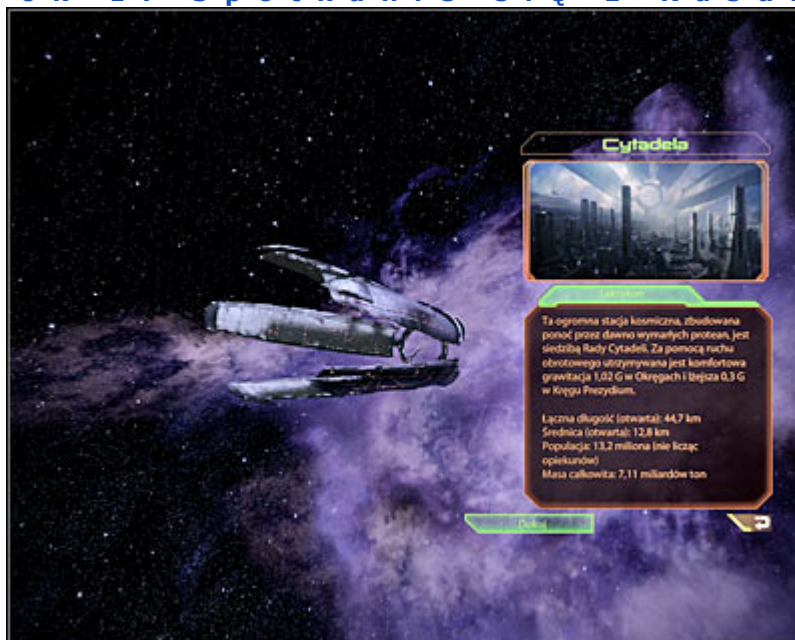 Cytadela
Ta ogromna stacja kosmiczna, zbudowana
ponoć przez dawno wymarłych protean, jest
siedzibą Rady Cytadeli. Za pomocą ruchu
obrotowego utrzymywana jest komfortowa
grawitacja 1,02 G w Okręgach i lżejsza 0,3 G
w Kręgu Prezydium.
Łączna długość (otwarta): 44,7 km
Średnica (otwarta): 12,8 km
Populacja: 13,2 miliona (nie licząc
opiekunów)
Masa całkowita: 7,11 miliardów ton
Dokuj